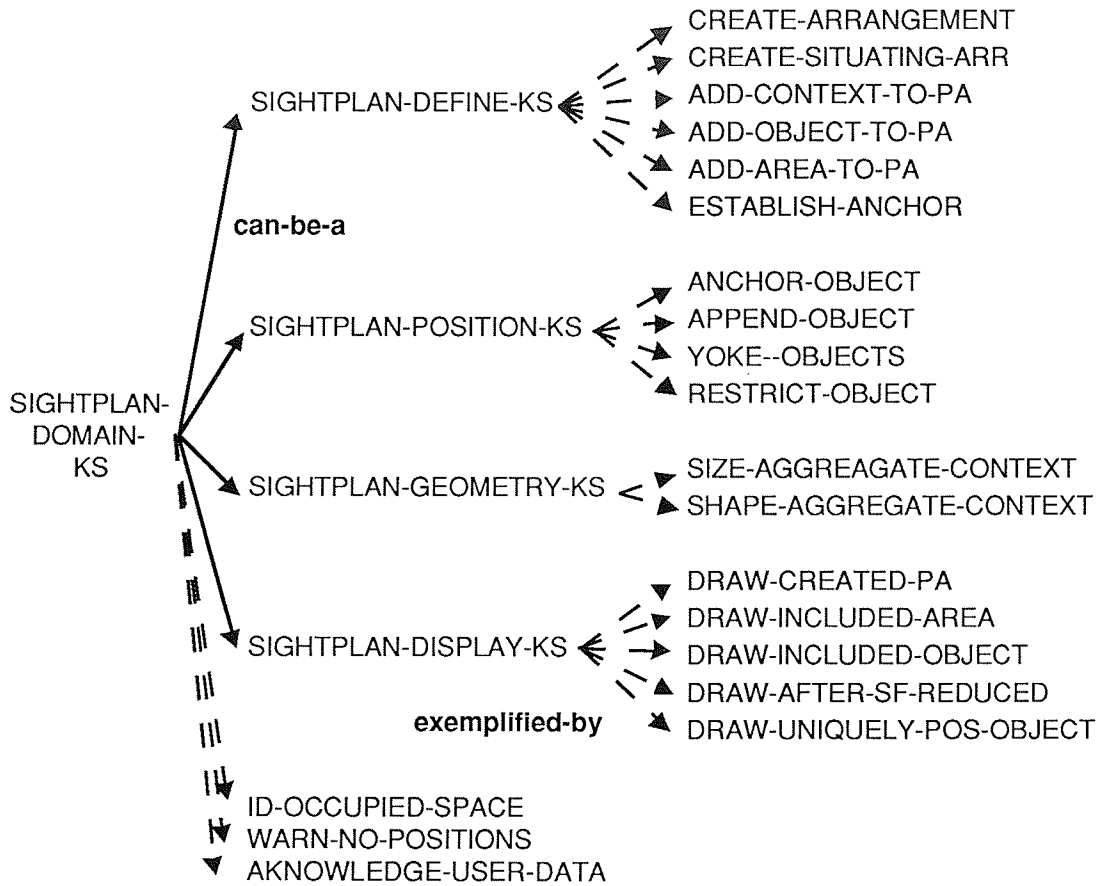 CREATE-ARRANGEMENT
CREATE-SITUATING-ARR
SIGHTPLAN-DEFINE-KS
ADD-CONTEXT-TO-PA
ADD-OBJECT-TO-PA
ADD-AREA-TO-PA
ESTABLISH-ANCHOR
can-be-a
ANCHOR-OBJECT
SIGHTPLAN-POSITION-KS
APPEND-OBJECT
YOKE--OBJECTS
RESTRICT-OBJECT
SIGHTPLAN-
DOMAIN-
KS
SIGHTPLAN-GEOMETRY-KS
SIZE-AGGREAGATE-CONTEXT
SHAPE-AGGREGATE-CONTEXT
DRAW-CREATED-PA
DRAW-INCLUDED-AREA
SIGHTPLAN-DISPLAY-KS
DRAW-INCLUDED-OBJECT
DRAW-AFTER-SF-REDUCED
exemplified-by
DRAW-UNIQUELY-POS-OBJECT
ID-OCCUPIED-SPACE
WARN-NO-POSITIONS
AKNOWLEDGE-USER-DATA